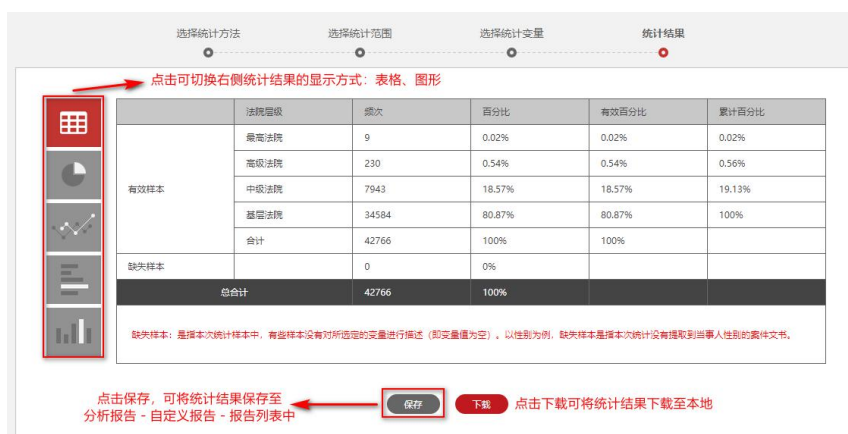 选择统计方法 选择统计范围 选择统计变量 统计结果
点击可切换右侧统计结果的显示方式：表格、图形
法院层级 频次 百分比 有效百分比 累计百分比
最高法院 9 0.02% 0.02% 0.02%
高级法院 230 0.54% 0.54% 0.56%
有效样本 中级法院 7943 18.57% 18.57% 19.13%
基层法院 34584 80.87% 80.87% 100%
合计 42766 100% 100%
缺失样本 0 0%
总合计 42766 100%
缺失样本：是指本次统计样本中，有些样本没有对所选定的变量进行描述（即变量值为空）。以性别为例，缺失样本是指本次统计没有提取到当事人性别的案件文书。
点击保存，可将统计结果保存至
分析报告 - 自定义报告 - 报告列表中
保存 下载 点击下载可将统计结果下载至本地